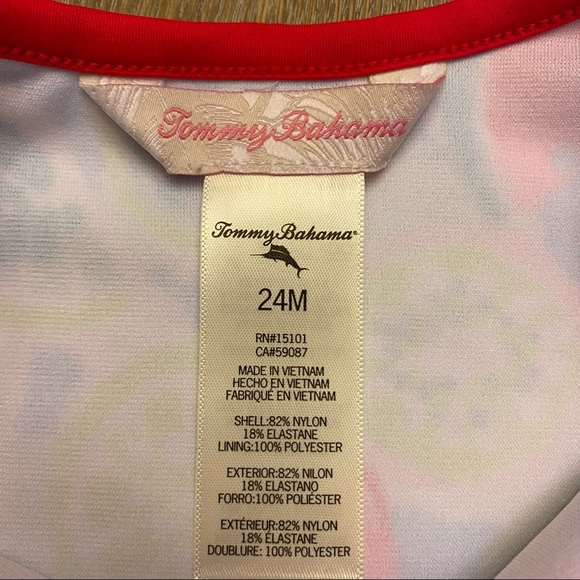 Tommy Bahama
Tommy Bahama®
24M
RN#15101
CA#59087
MADE IN VIETNAM
HECHO EN VIETNAM
FABRIQUÉ EN VIETNAM
SHELL:82% NYLON
18% ELASTANE
LINING:100% POLYESTER
EXTERIOR:82% NILON
18% ELASTANO
FORRO:100% POLIÉSTER
EXTÉRIEUR:82% NYLON
18% ELASTANE
DOUBLURE: 100% POLYESTER